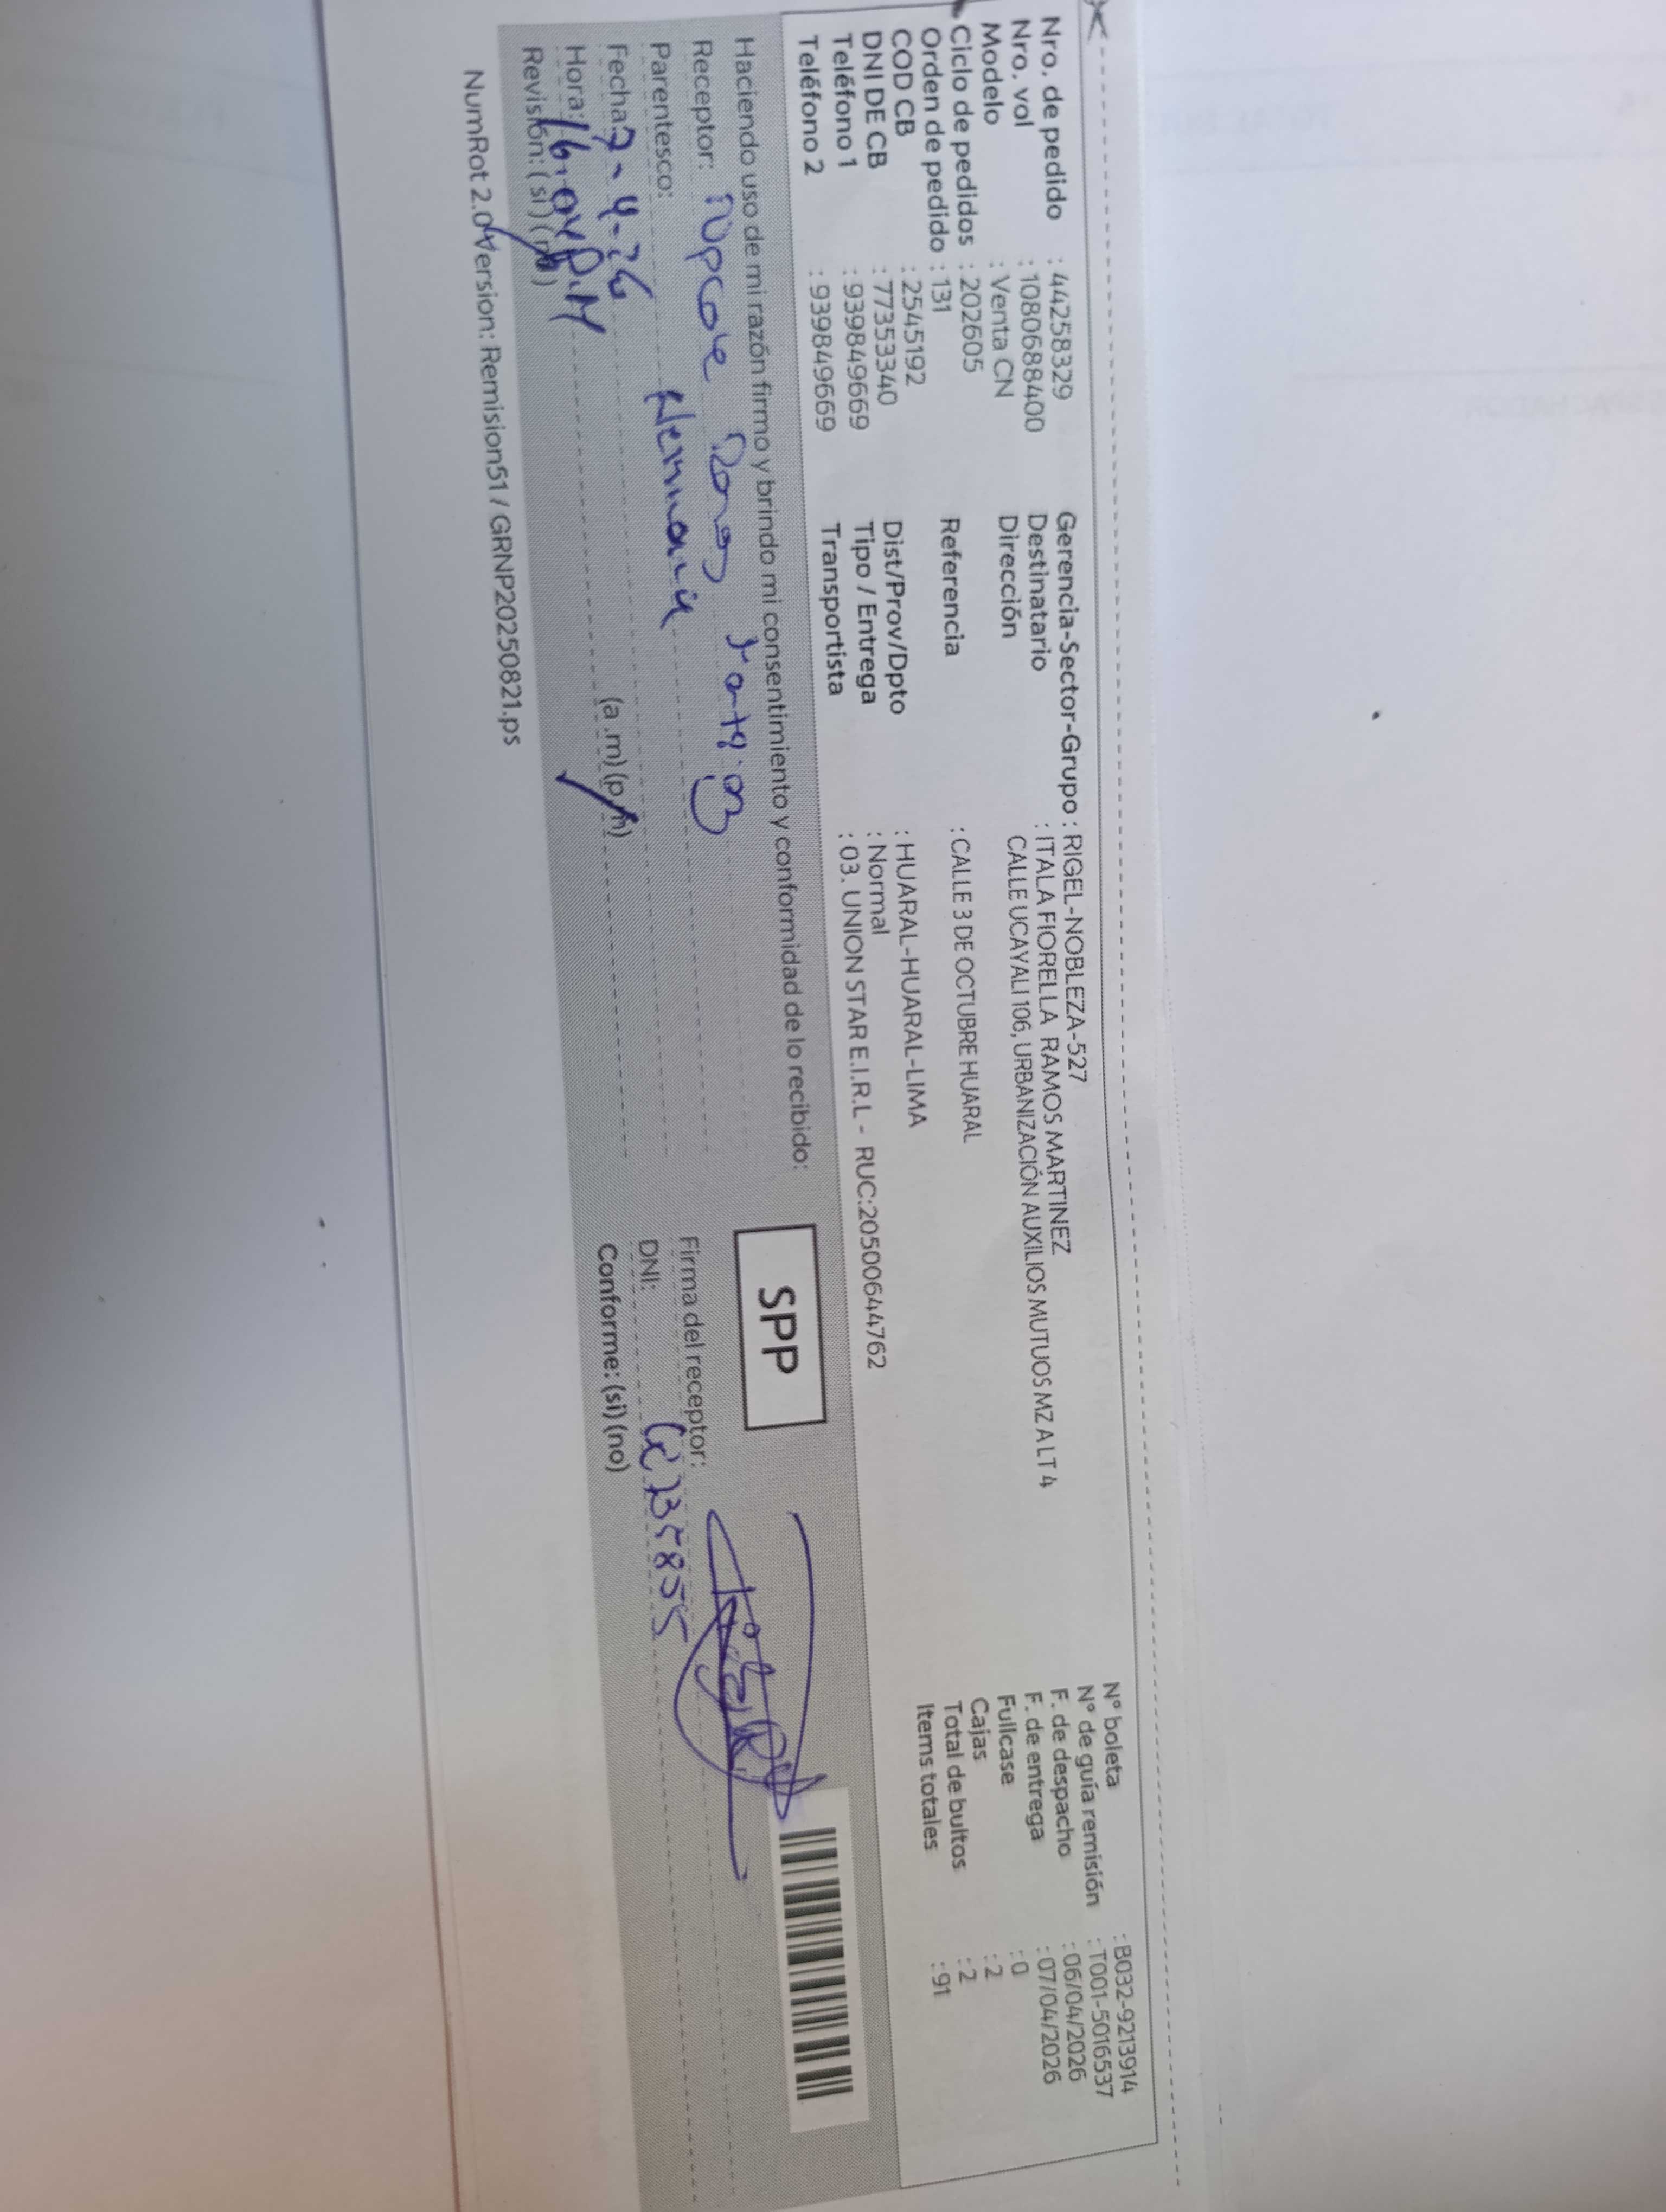 Nro. de pedido : 44258329
Nro. vol : 1080688400
Modelo : Venta CN
Ciclo de pedidos : 202605
Orden de pedido : 131
COD CB : 2545192
DNI DE CB : 77353340
Teléfono 1 : 939849669
Teléfono 2 : 939849669
Gerencia-Sector-Grupo : RIGEL-NOBLEZA-527
Destinatario : ITALA FIORELLA RAMOS MARTINEZ
Dirección CALLE UCAYALI 106, URBANIZACIÓN AUXILIOS MUTUOS MZ A LT 4
Referencia : CALLE 3 DE OCTUBRE HUARAL
Dist/Prov/Dpto : HUARAL-HUARAL-LIMA
Tipo / Entrega : Normal
Transportista : 03. UNION STAR E.I.R.L - RUC:20500644762
N° boleta : B032-9213914
N° de guía remisión : T001-5016537
F. de despacho : 06/04/2026
F. de entrega : 07/04/2026
Fullcase : 0
Cajas : 2
Total de bultos : 2
Items totales : 91
Haciendo uso de mi razón firmo y brindo mi consentimiento y conformidad de lo recibido:
SPP
Receptor:
Parentesco: Hermana
Fecha: 7-4-26
Hora: 16:04 P.M (a.m) (p.m)
Revisión: (si) (no)
Firma del receptor:
DNI:
Conforme: (si) (no)
NumRot 2.0 Version: Remision51 / GRNP20250821.ps